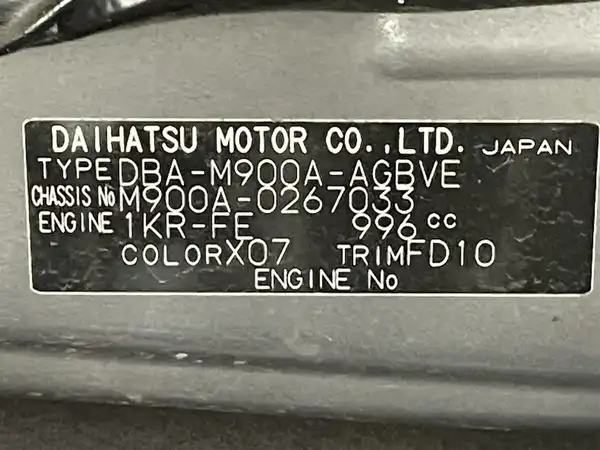 DAIHATSU MOTOR CO.,LTD. JAPAN
TYPE DBA-M900A-AGBVE
CHASSIS No M900A-0267033
ENGINE 1KR-FE 996 cc
COLOR X07 TRIM FD10
ENGINE No